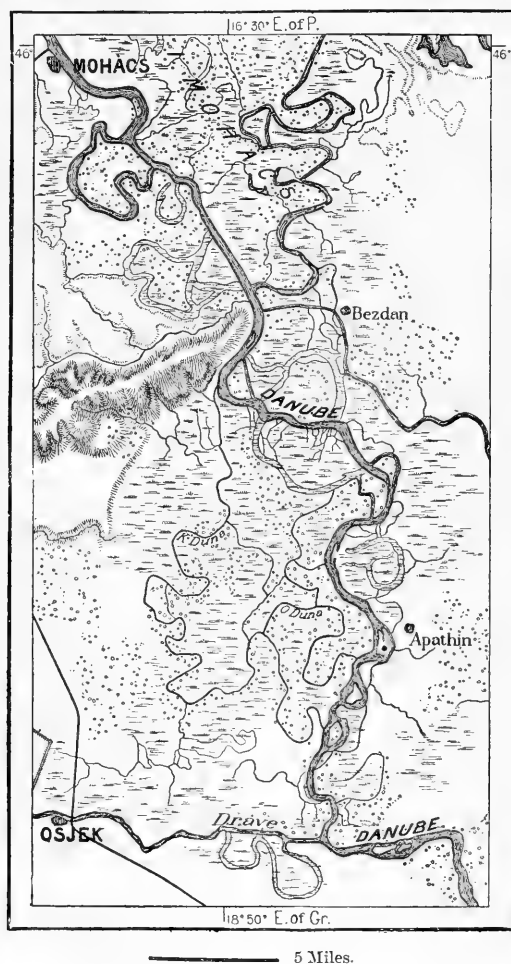 16° 30' E. of P.
46°
46°
MOHACS
MOHACS
Bezdan
DANUBE
K. Duna
O Duna
Apathin
OSJEK
Drave
DANUBE
18° 50' E. of Gr.
5 Miles.